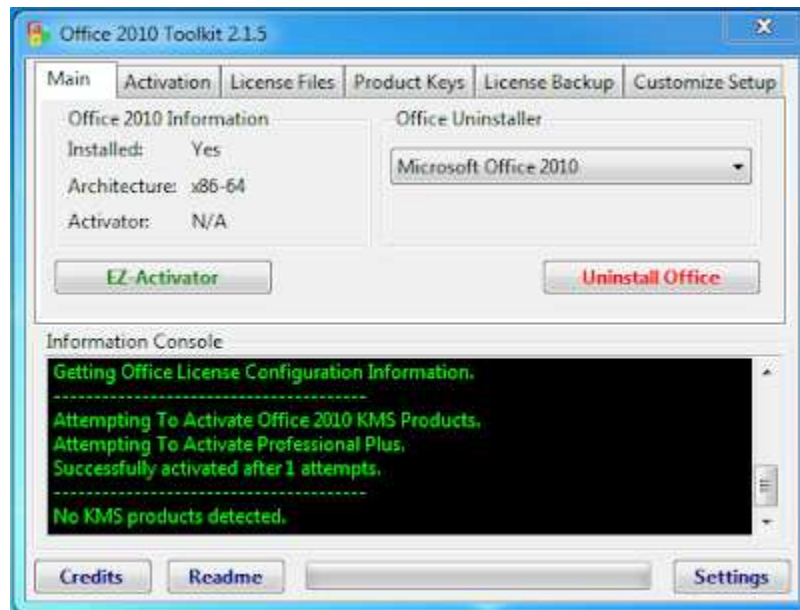 Office 2010 Toolkit 2.1.5
Main Activation License Files Product Keys License Backup Customize Setup
Office 2010 Information
Installed: Yes
Architecture: x86-64
Activator: N/A
EZ-Activator
Office Uninstaller
Microsoft Office 2010
Uninstall Office
Information Console
Getting Office License Configuration Information.
----------------------------------------
Attempting To Activate Office 2010 KMS Products.
Attempting To Activate Professional Plus.
Successfully activated after 1 attempts.
----------------------------------------
No KMS products detected.
Credits Readme Settings